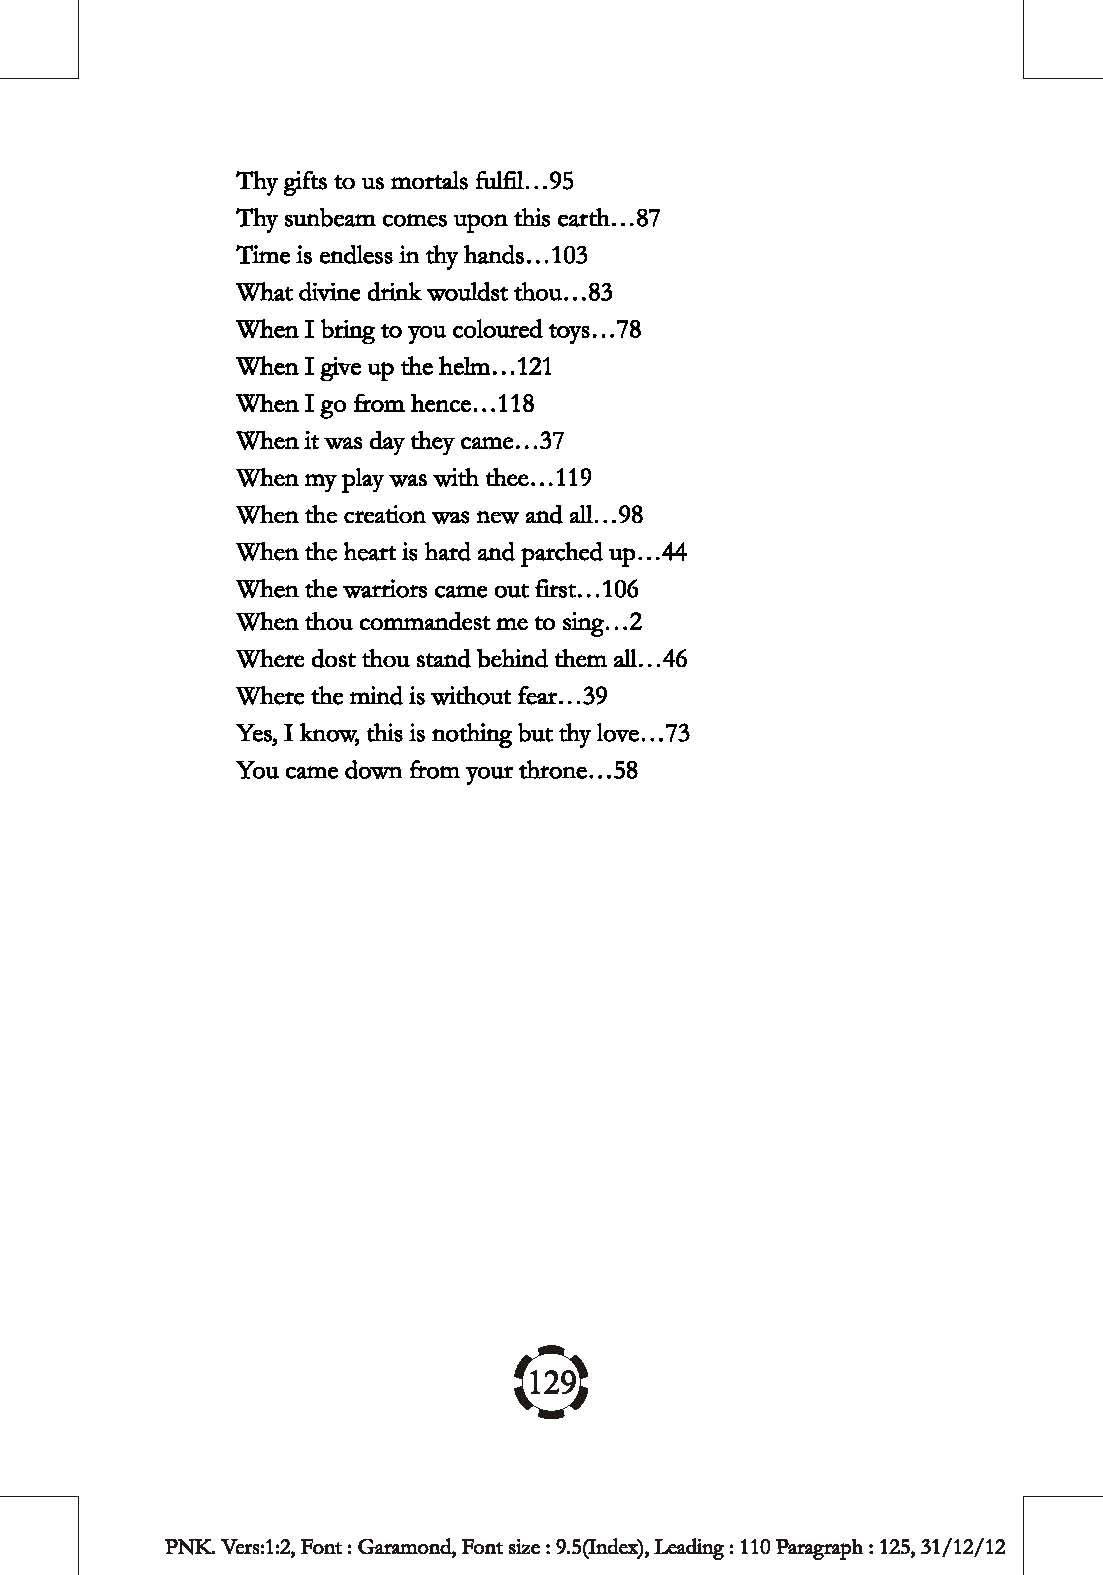 Thy gifts to us mortals fulfil…95
Thy sunbeam comes upon this earth…87
Time is endless in thy hands…103
What divine drink wouldst thou…83
When I bring to you coloured toys…78
When I give up the helm…121
When I go from hence…118
When it was day they came…37
When my play was with thee…119
When the creation was new and all…98
When the heart is hard and parched up…44
When the warriors came out first…106
When thou commandest me to sing…2
Where dost thou stand behind them all…46
Where the mind is without fear…39
Yes, I know, this is nothing but thy love…73
You came down from your throne…58
129
PNK. Vers:1:2, Font : Garamond, Font size : 9.5(Index), Leading : 110 Paragraph : 125, 31/12/12